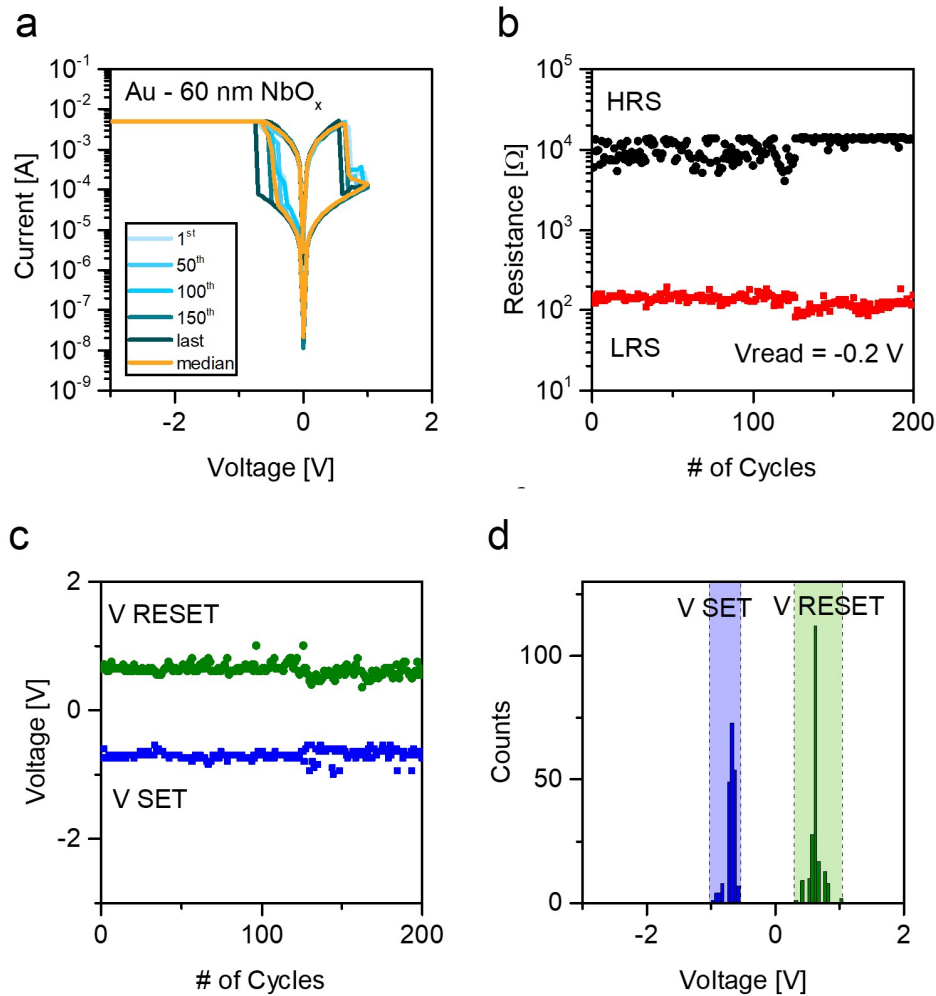 a
Au - 60 nm NbOₓ
Current [A]
10⁻¹
10⁻²
10⁻³
10⁻⁴
10⁻⁵
10⁻⁶
10⁻⁷
10⁻⁸
10⁻⁹
1ˢᵗ
50ᵗʰ
100ᵗʰ
150ᵗʰ
last
median
-2 0 2
Voltage [V]
b
HRS
LRS
Vread = -0.2 V
Resistance [Ω]
10⁵
10⁴
10³
10²
10¹
0 100 200
# of Cycles
c
V RESET
V SET
Voltage [V]
2
0
-2
0 100 200
# of Cycles
d
V SET V RESET
Counts
100
50
0
-2 0 2
Voltage [V]